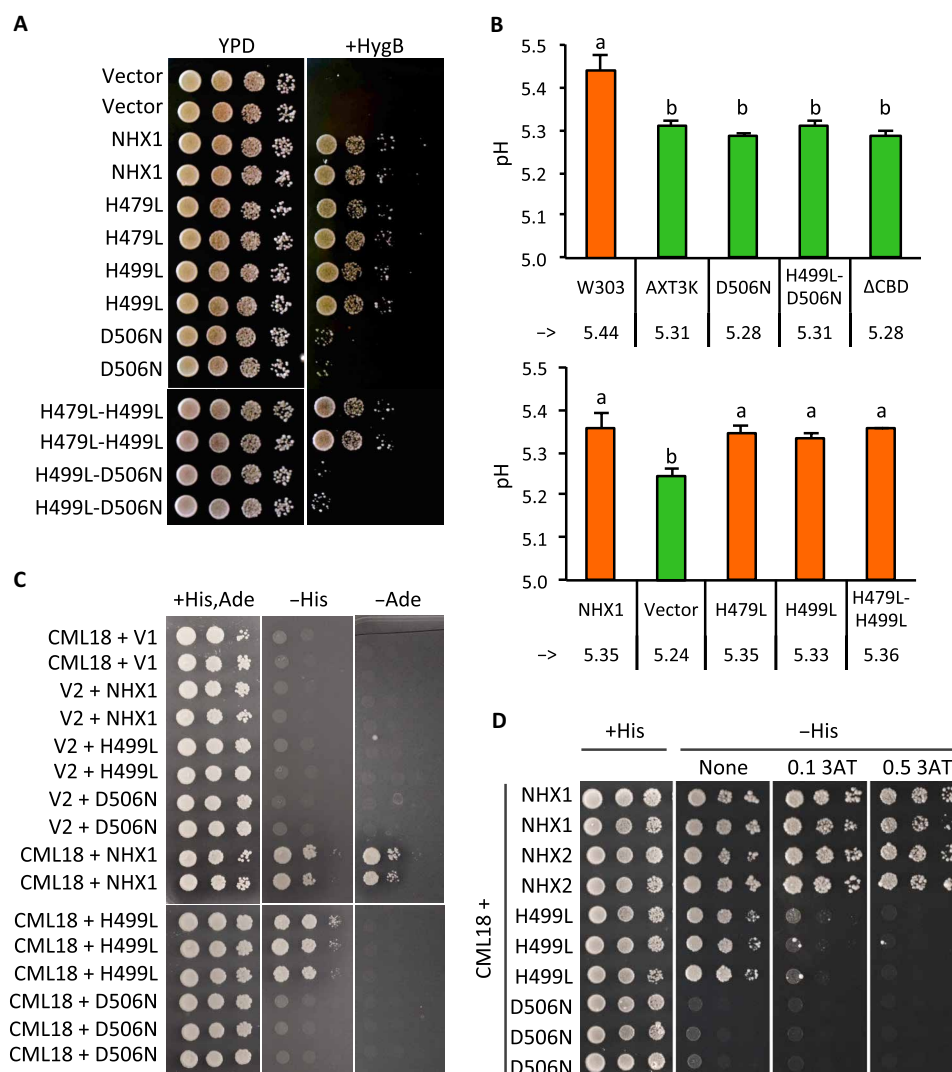 A
YPD +HygB
Vector
Vector
NHX1
NHX1
H479L
H479L
H499L
H499L
D506N
D506N
H479L-H499L
H479L-H499L
H499L-D506N
H499L-D506N
B
pH
5.5
5.4
5.3
5.2
5.1
5.0
a b b b b
W303 AXT3K D506N H499L-D506N ΔCBD
–> 5.44 5.31 5.28 5.31 5.28
pH
5.4
5.3
5.2
5.1
5.0
a b a a a
NHX1 Vector H479L H499L H479L-H499L
–> 5.35 5.24 5.35 5.33 5.36
C
+His,Ade –His –Ade
CML18 + V1
CML18 + V1
V2 + NHX1
V2 + NHX1
V2 + H499L
V2 + H499L
V2 + D506N
V2 + D506N
CML18 + NHX1
CML18 + NHX1
CML18 + H499L
CML18 + H499L
CML18 + H499L
CML18 + D506N
CML18 + D506N
CML18 + D506N
D
+His –His
None 0.1 3AT 0.5 3AT
CML18 +
NHX1
NHX1
NHX2
NHX2
H499L
H499L
H499L
D506N
D506N
D506N